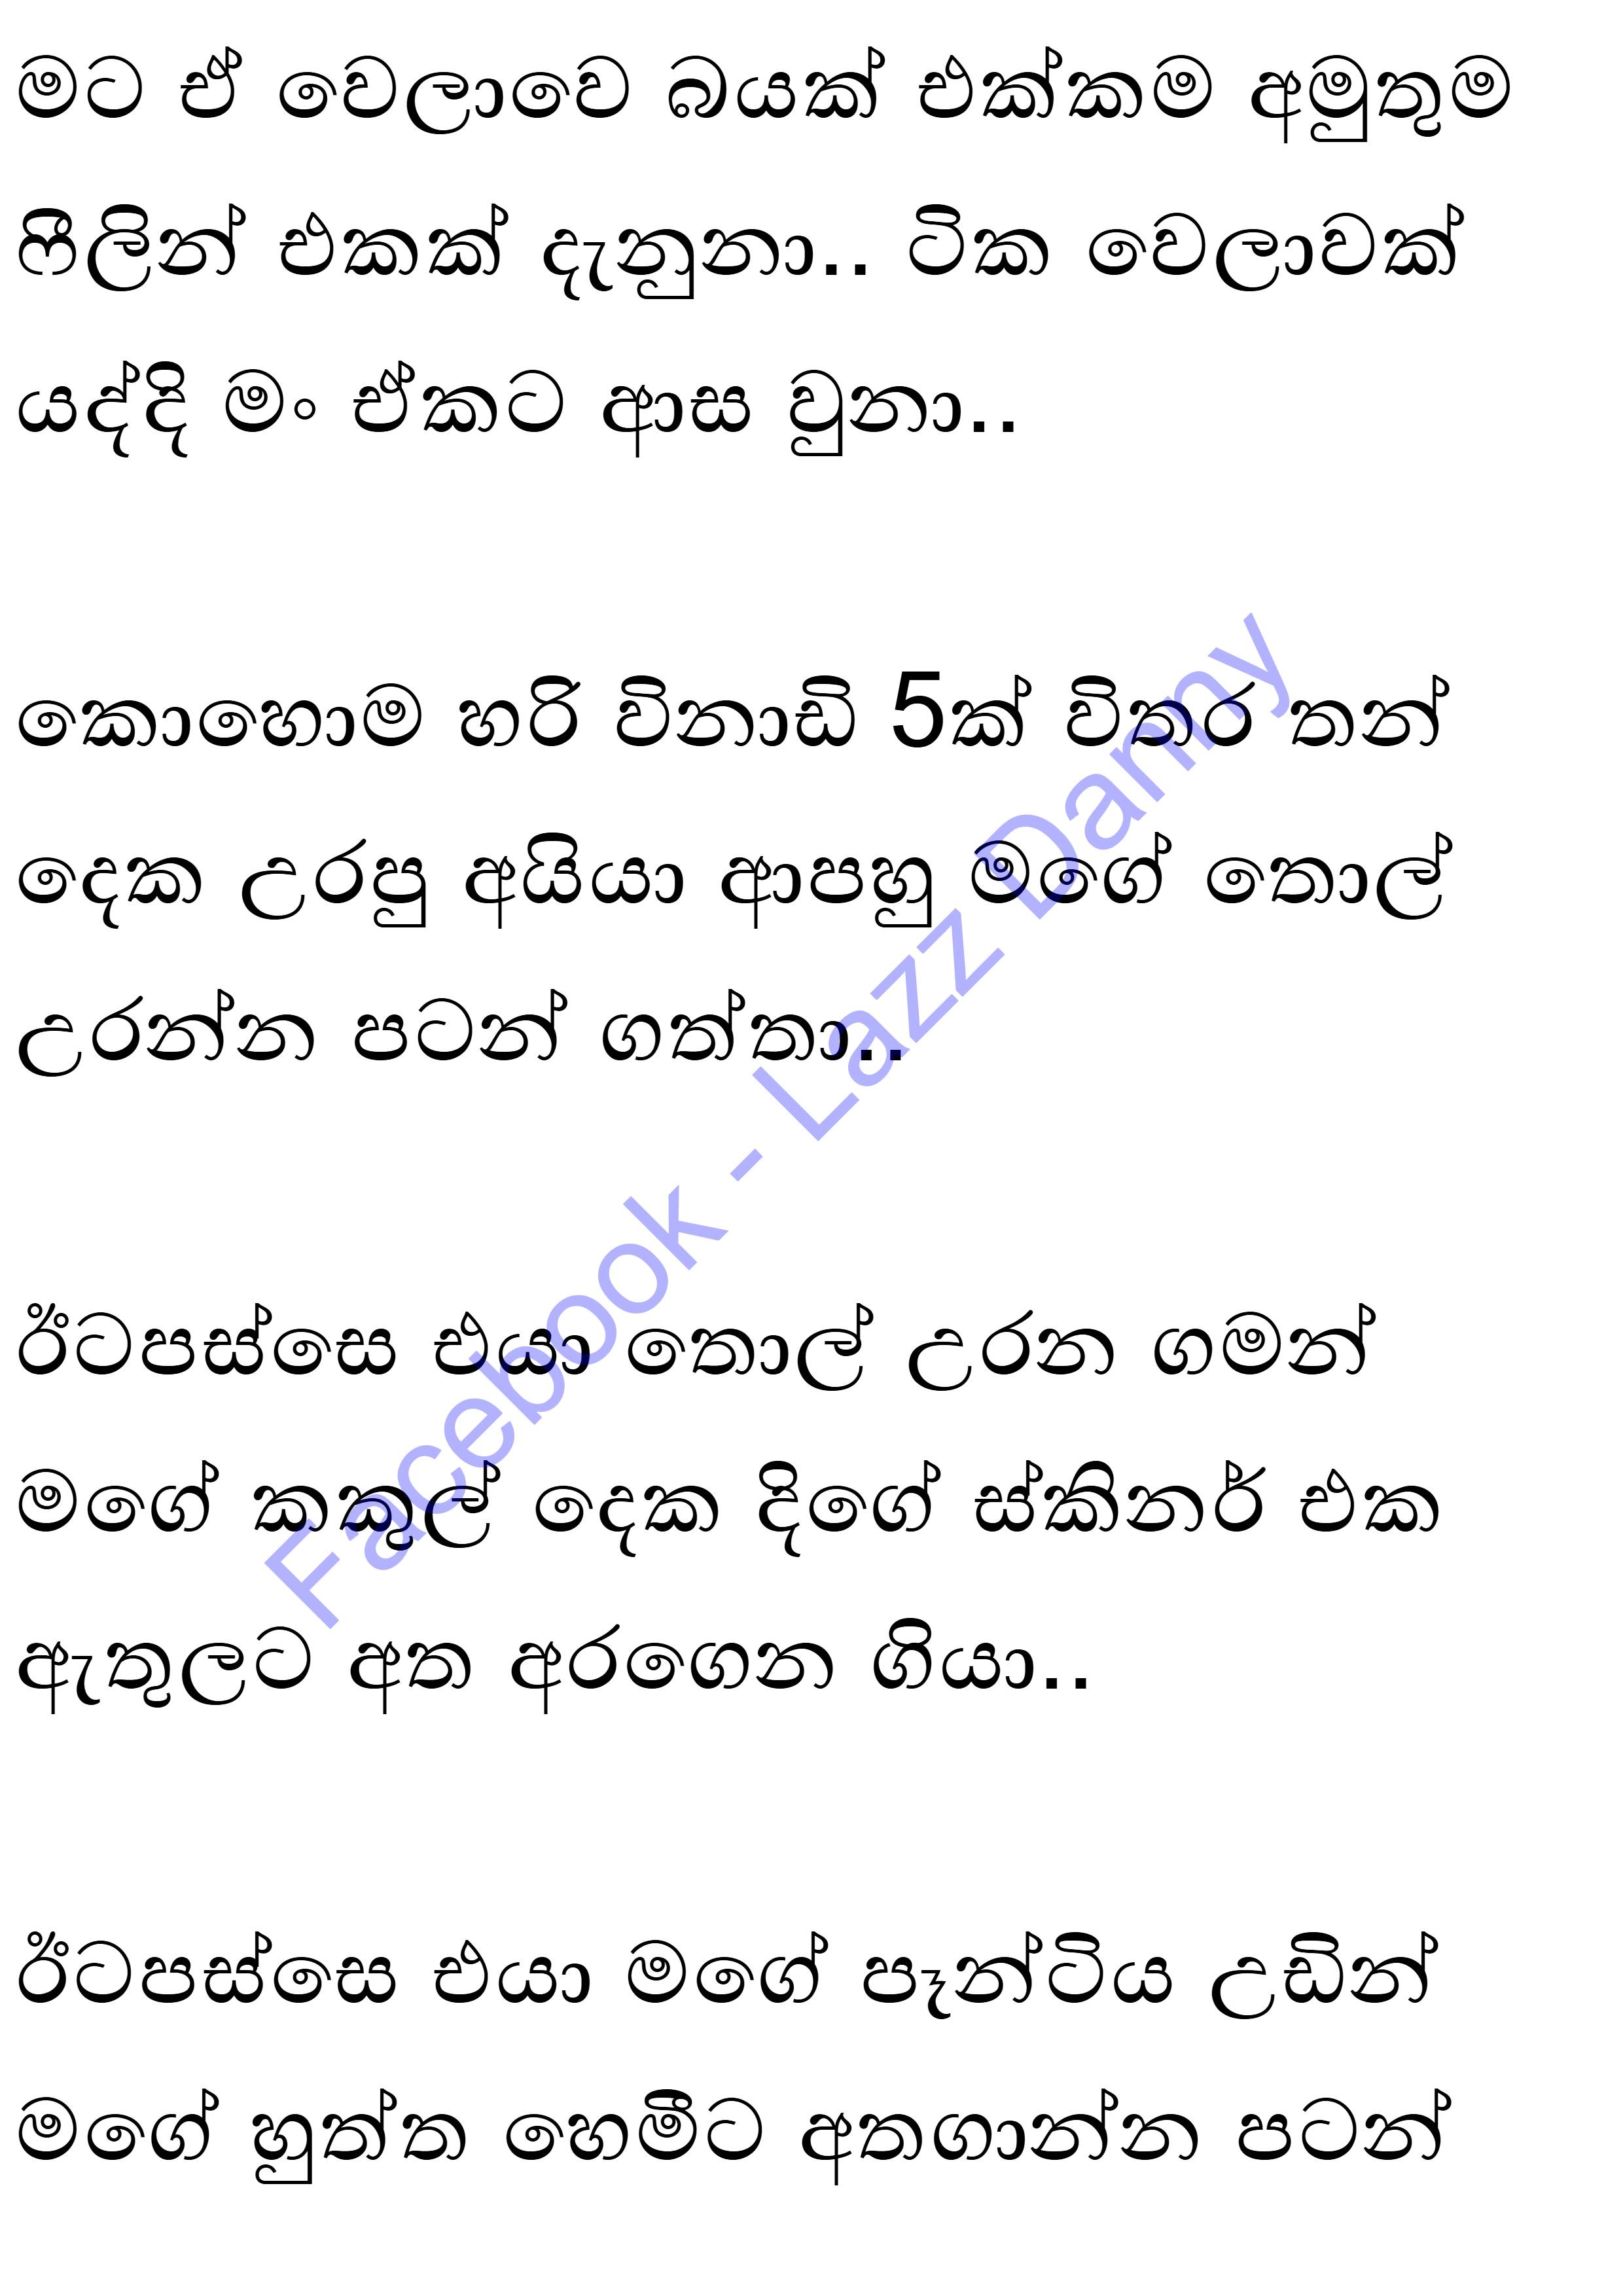 මට ඒ වෙලාවෙ බයක් එක්කම අමුතුම
ෆීලින් එකක් දැනුනා.. ටික වෙලාවක්
යද්දි මං ඒකට ආස වුනා..
කොහොම හරි විනාඩි 5ක් විතර තන්
දෙක උරපු අයියා ආපහු මගේ තොල්
උරන්න පටන් ගත්තා..
ඊටපස්සෙ එයා තොල් උරන ගමන්
මගේ කකුල් දෙක දිගේ ස්කිනර් එක
ඇතුලට අත අරගෙන ගියා..
ඊටපස්සෙ එයා මගේ පෑන්ටිය උඩින්
මගේ හුත්ත හෙමීට අතගාන්න පටන්
Facebook - Lazz Danny